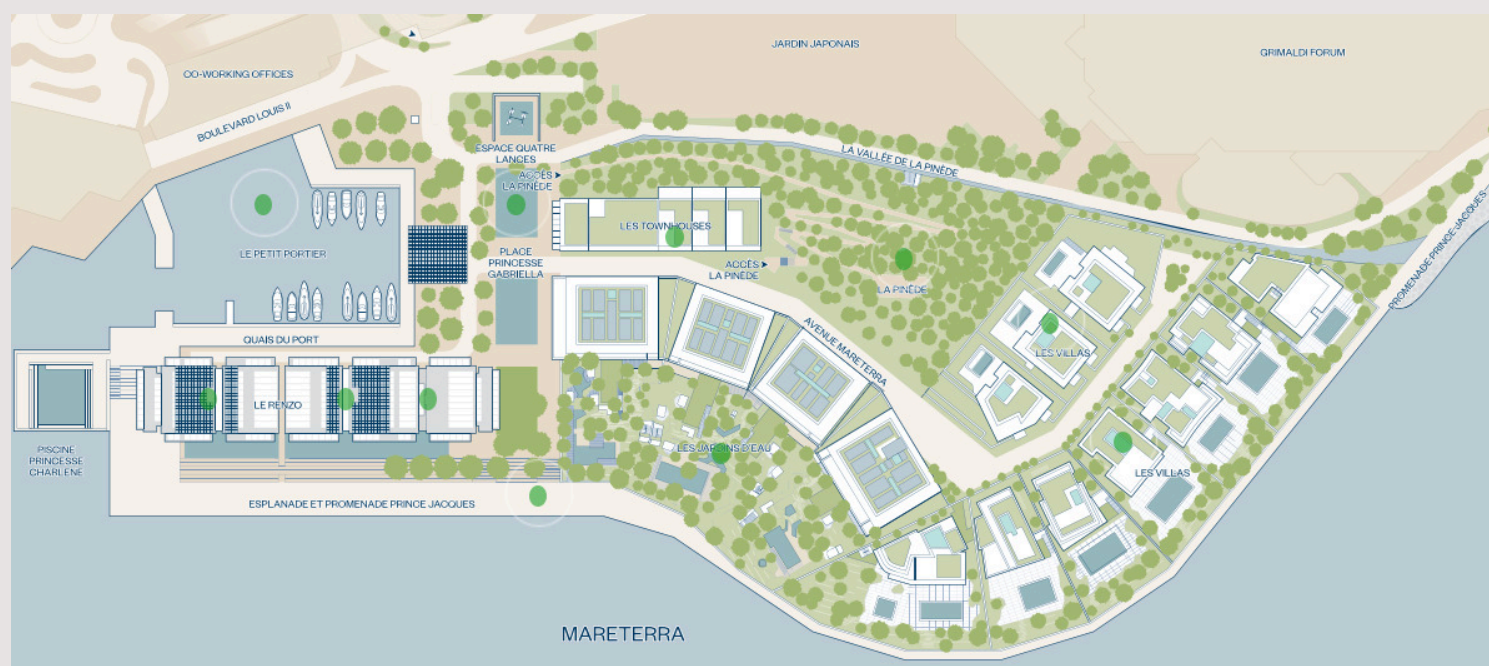 JARDIN JAPONAIS
GRIMALDI FORUM
CO-WORKING OFFICES
BOULEVARD LOUIS II
ESPACE QUATRE
LANCES
LA VALLÉE DE LA PINÈDE
ACCÈS
LA PINÈDE
LES TOWNHOUSES
LE PETIT PORTIER
PLACE
PRINCESSE
GABRIELLA
ACCÈS
LA PINÈDE
LA PINÈDE
PROMENADE PRINCE JACQUES
QUAIS DU PORT
AVENUE MARETERRA
LES VILLAS
LE RENZO
PISCINE
PRINCESSE
CHARLÈNE
LES JARDINS D'EAU
LES VILLAS
ESPLANADE ET PROMENADE PRINCE JACQUES
MARETERRA